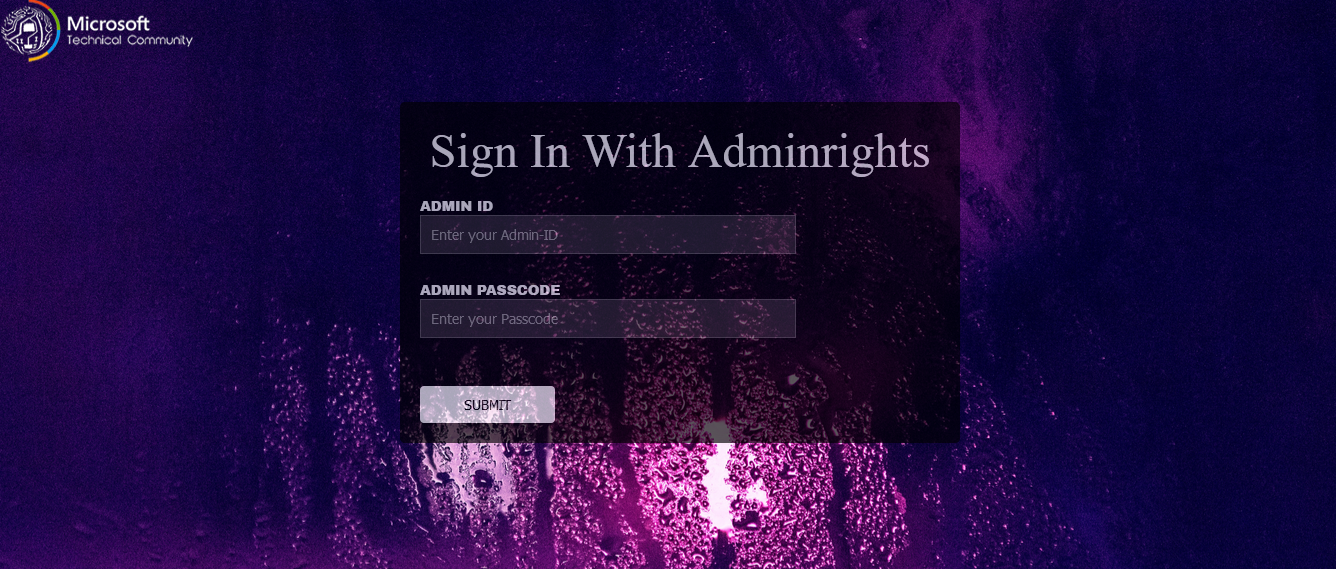 Microsoft
Technical Community
Sign In With Adminrights
ADMIN ID
Enter your Admin-ID
ADMIN PASSCODE
Enter your Passcode
SUBMIT